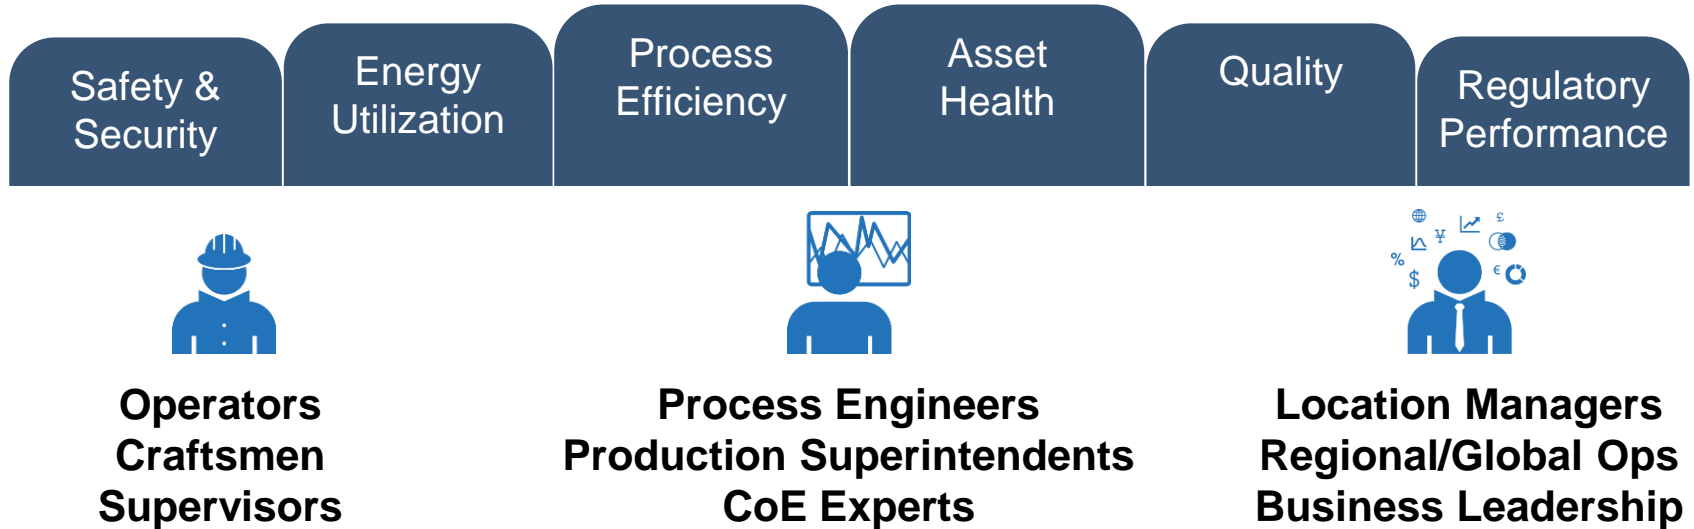 Safety &
Security
Energy
Utilization
Process
Efficiency
Asset
Health
Quality
Regulatory
Performance
£
¥
%
$
€
Operators
Craftsmen
Supervisors
Process Engineers
Production Superintendents
CoE Experts
Location Managers
Regional/Global Ops
Business Leadership